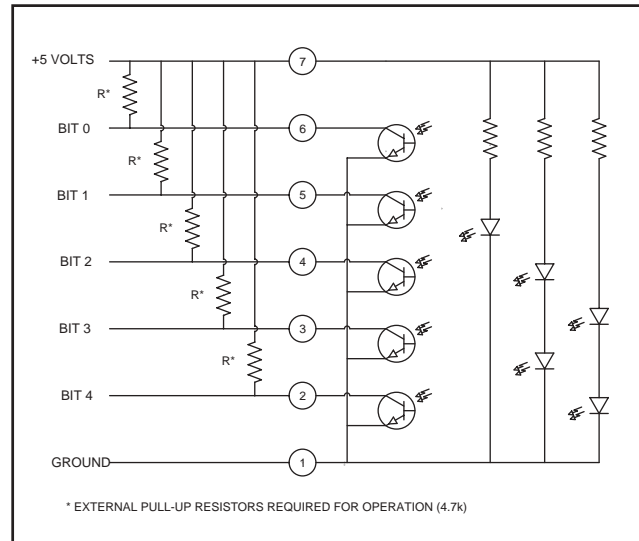 +5 VOLTS 7
R*
BIT 0 6
R*
BIT 1 5
R*
BIT 2 4
R*
BIT 3 3
R*
BIT 4 2
GROUND 1
* EXTERNAL PULL-UP RESISTORS REQUIRED FOR OPERATION (4.7k)